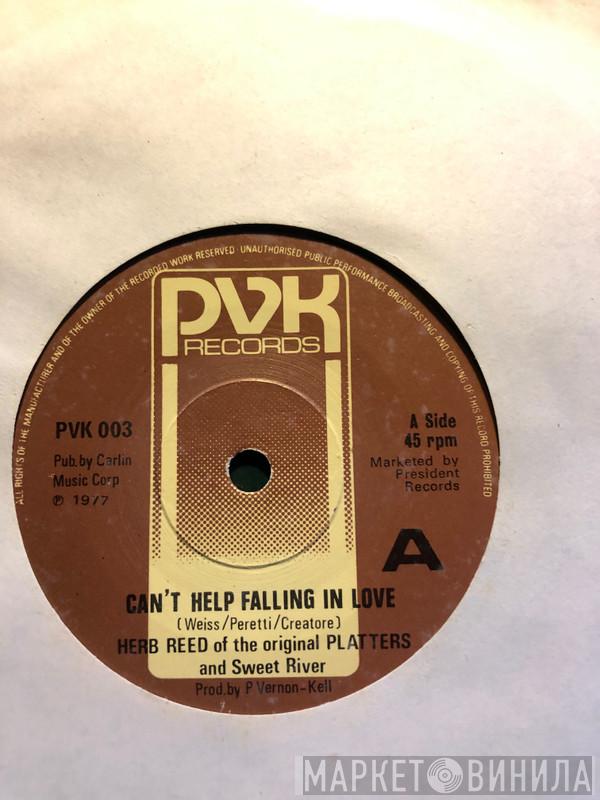 ALL RIGHTS OF THE MANUFACTURER AND OF THE OWNER OF THE RECORDED WORK RESERVED · UNAUTHORISED PUBLIC PERFORMANCE BROADCASTING AND COPYING OF THIS RECORD PROHIBITED
PVK
RECORDS
PVK 003
Pub. by Carlin
Music Corp
℗ 1977
A Side
45 rpm
Marketed by
President
Records
A
CAN'T HELP FALLING IN LOVE
(Weiss/Peretti/Creatore)
HERB REED of the original PLATTERS
and Sweet River
Prod. by P Vernon-Kell
МАРКЕТ ВИНИЛА